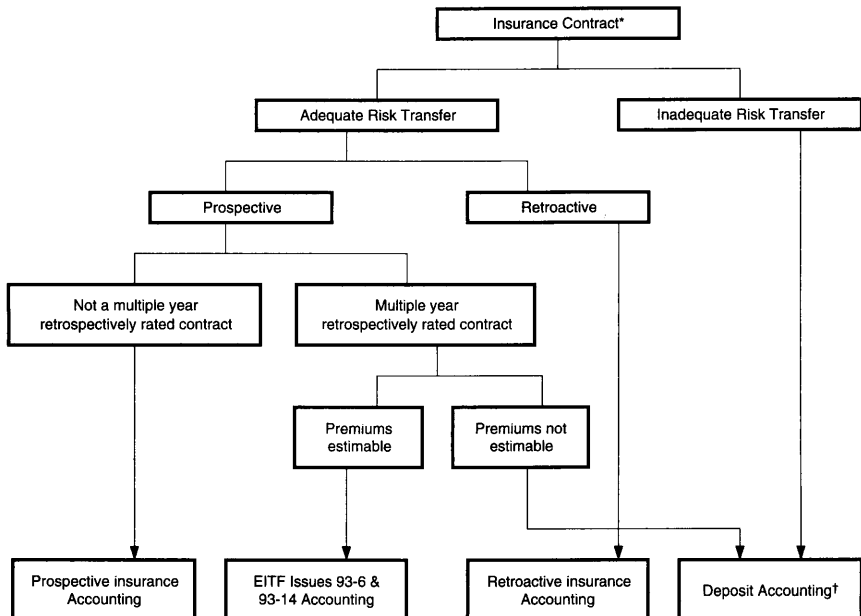 Insurance Contract*
Adequate Risk Transfer
Inadequate Risk Transfer
Prospective
Retroactive
Not a multiple year
retrospectively rated contract
Multiple year
retrospectively rated contract
Premiums
estimable
Premiums not
estimable
Prospective insurance
Accounting
EITF Issues 93-6 &
93-14 Accounting
Retroactive insurance
Accounting
Deposit Accounting†